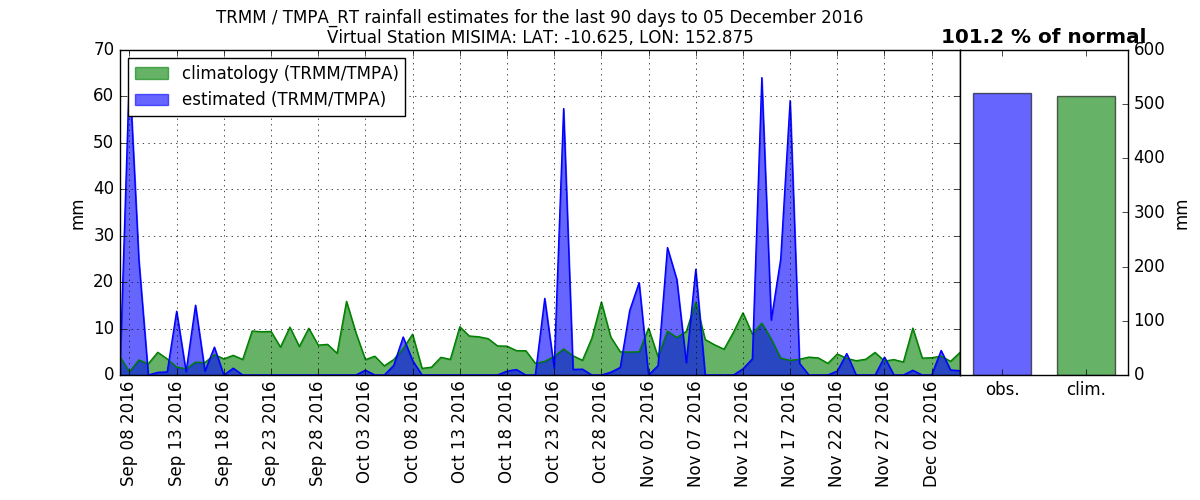 TRMM / TMPA_RT rainfall estimates for the last 90 days to 05 December 2016
Virtual Station MISIMA: LAT: -10.625, LON: 152.875
101.2 % of normal
climatology (TRMM/TMPA)
estimated (TRMM/TMPA)
70
60
50
40
30
20
10
0
mm
Sep 08 2016
Sep 13 2016
Sep 18 2016
Sep 23 2016
Sep 28 2016
Oct 03 2016
Oct 08 2016
Oct 13 2016
Oct 18 2016
Oct 23 2016
Oct 28 2016
Nov 02 2016
Nov 07 2016
Nov 12 2016
Nov 17 2016
Nov 22 2016
Nov 27 2016
Dec 02 2016
600
500
400
300
200
100
0
mm
obs.
clim.